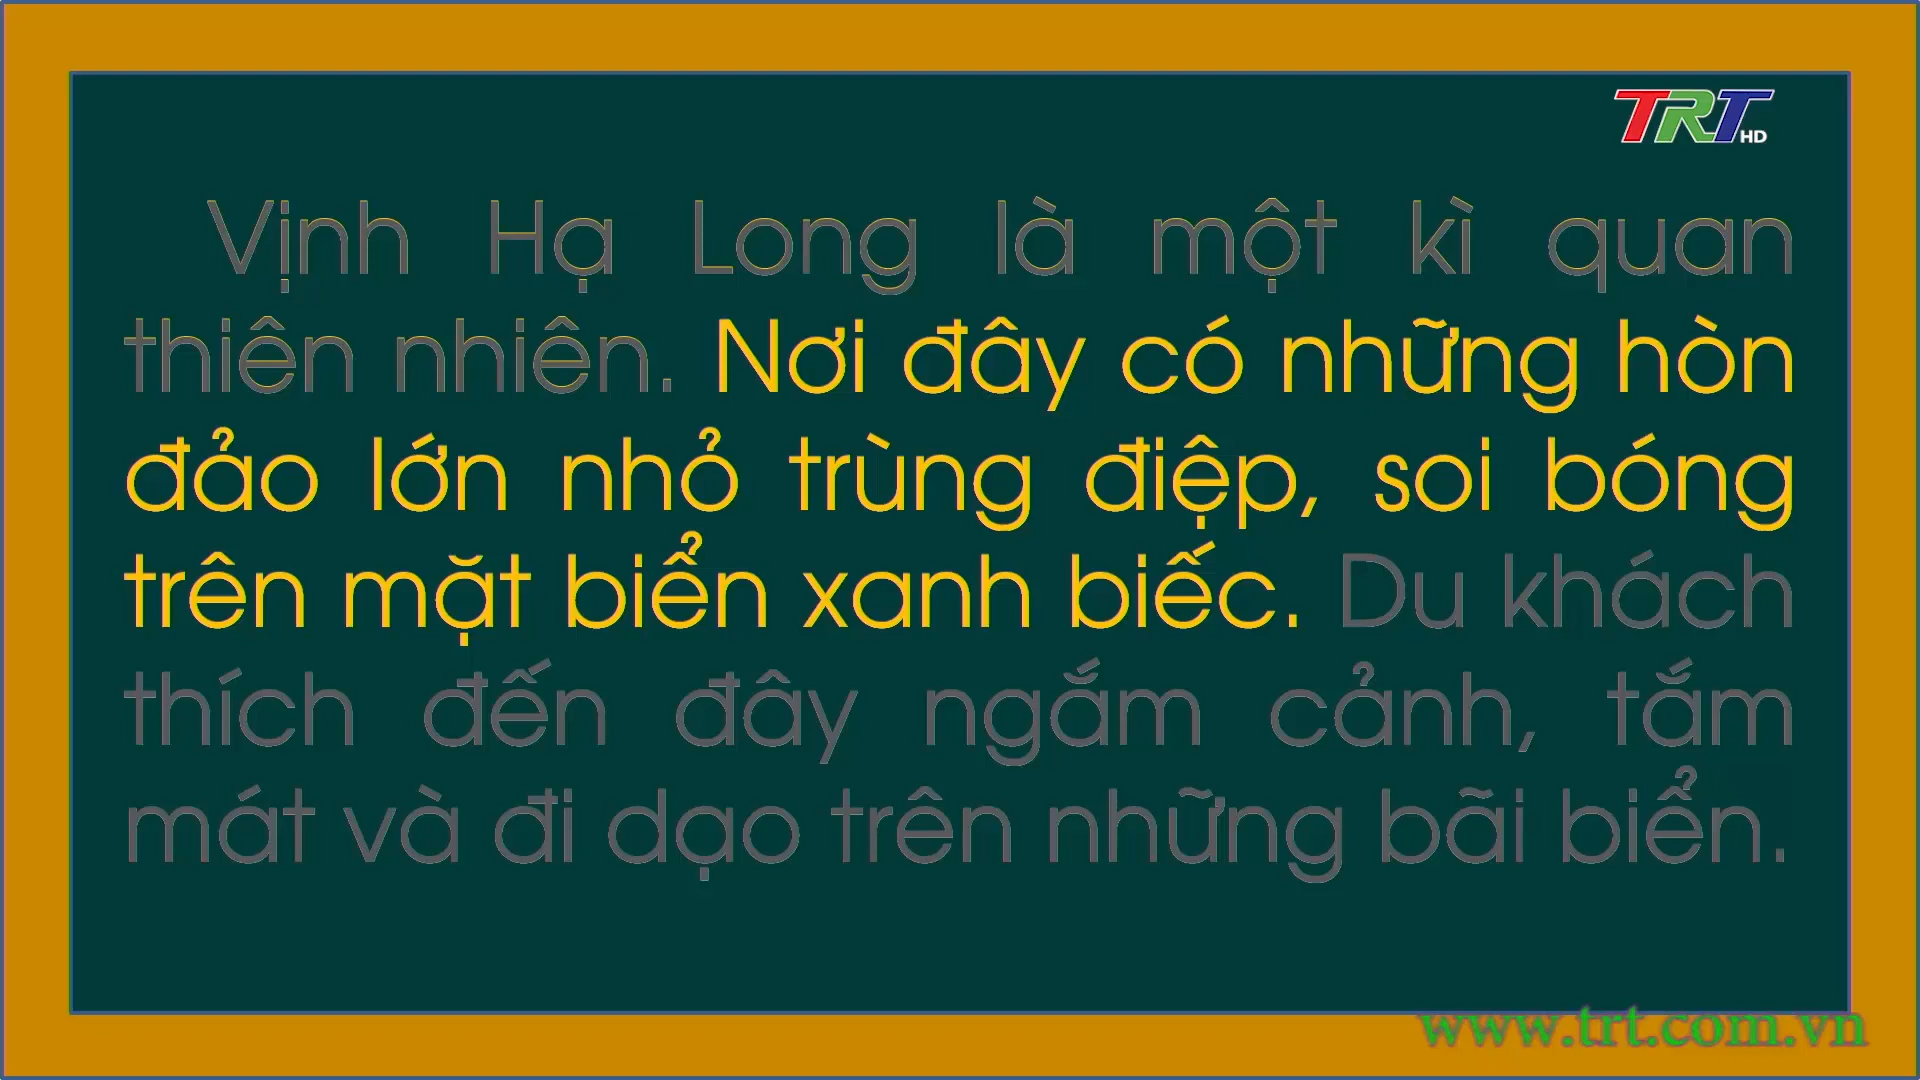 TRT HD
Vịnh Hạ Long là một kì quan
thiên nhiên. Nơi đây có những hòn
đảo lớn nhỏ trùng điệp, soi bóng
trên mặt biển xanh biếc. Du khách
thích đến đây ngắm cảnh, tắm
mát và đi dạo trên những bãi biển.
www.trt.com.vn